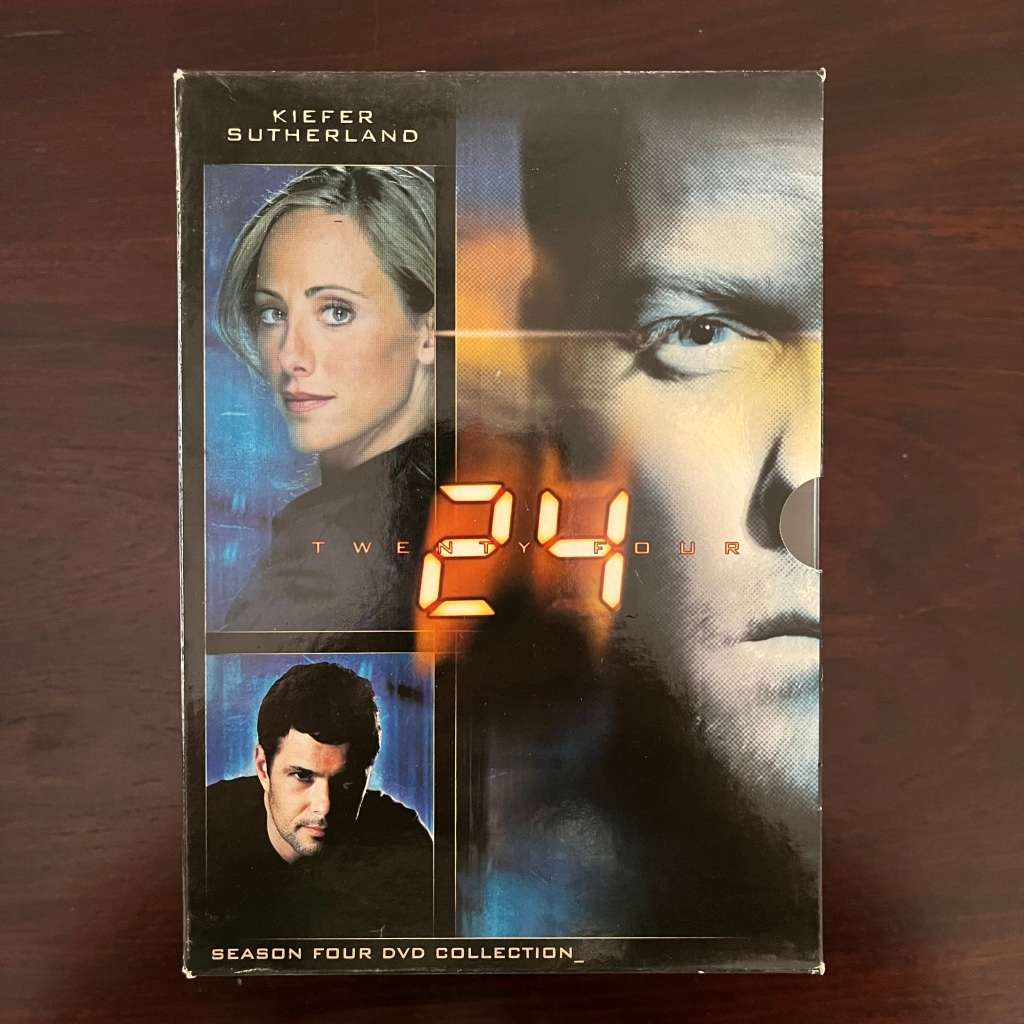 KIEFER
SUTHERLAND
24
TWENTY FOUR
SEASON FOUR DVD COLLECTION_